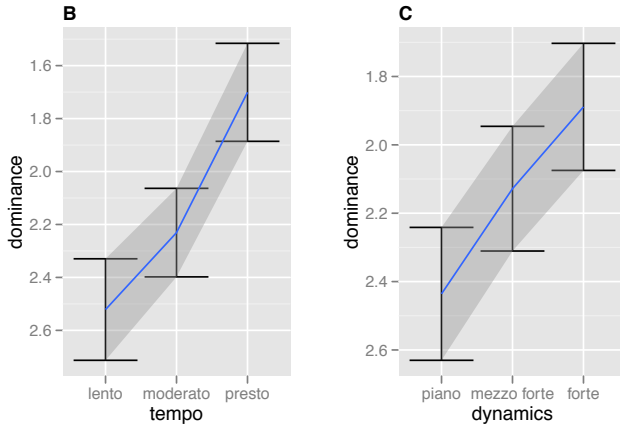 B
dominance
1.6
1.8
2.0
2.2
2.4
2.6
lento moderato presto
tempo
C
dominance
1.8
2.0
2.2
2.4
2.6
piano mezzo forte forte
dynamics